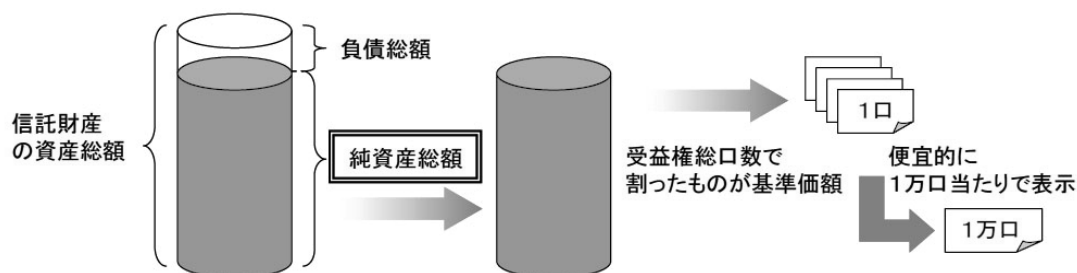 負債総額
信託財産
の資産総額
純資産総額
受益権総口数で
割ったものが基準価額
1口
便宜的に
1万口当たりで表示
1万口